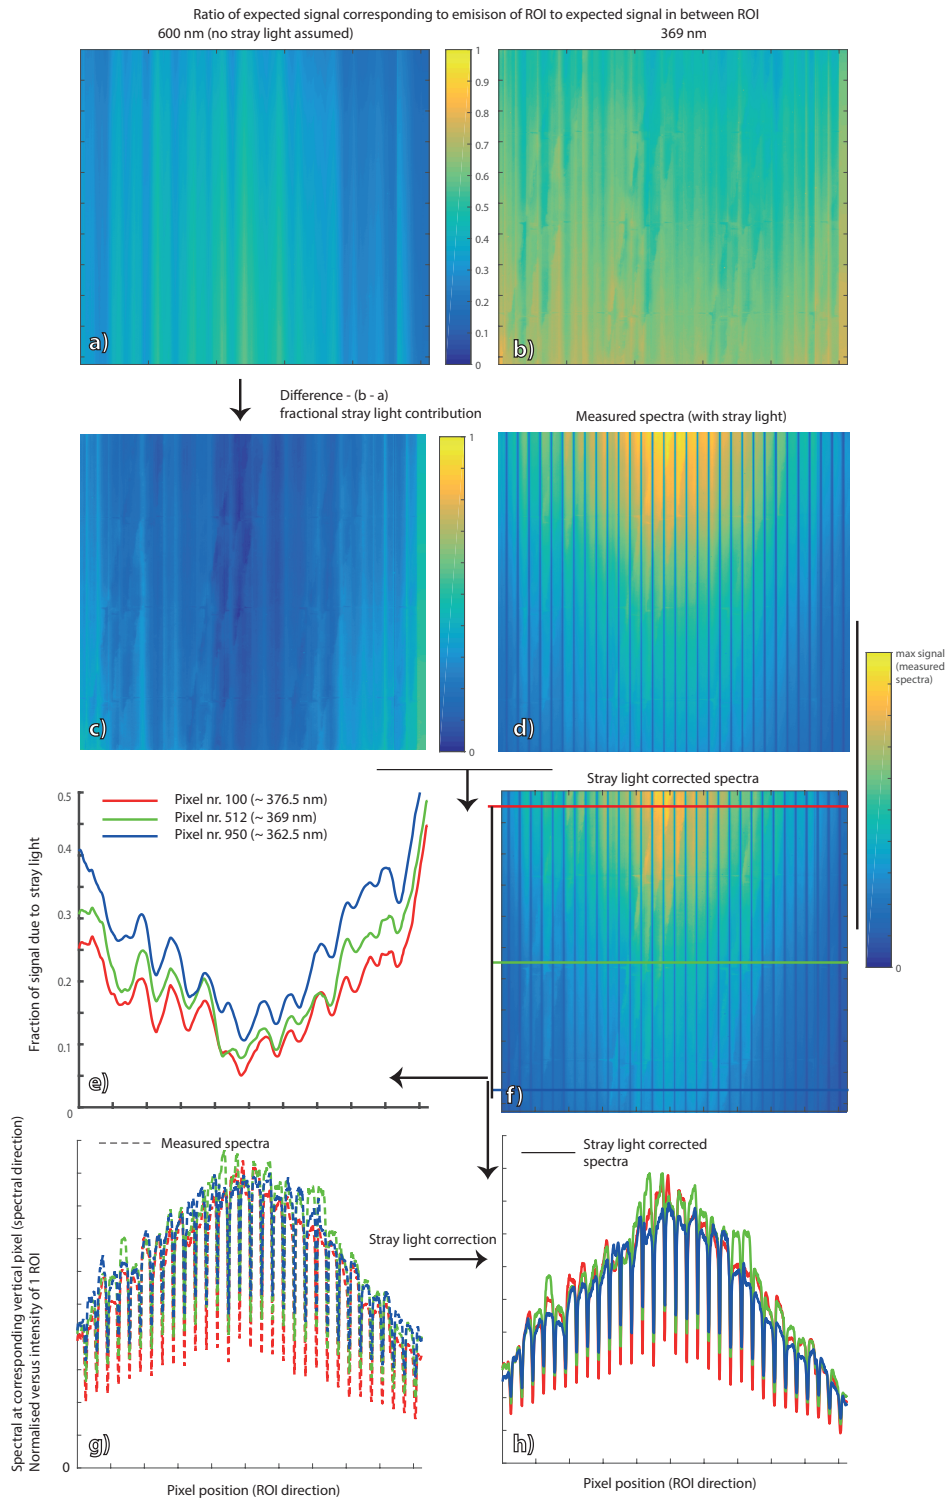 Ratio of expected signal corresponding to emisison of ROI to expected signal in between ROI
600 nm (no stray light assumed)
369 nm
1
0.9
0.8
0.7
0.6
0.5
0.4
0.3
0.2
0.1
0
a)
b)
Difference - (b - a)
fractional stray light contribution
Measured spectra (with stray light)
1
0
c)
d)
max signal
(measured
spectra)
0
Stray light corrected spectra
Pixel nr. 100 (~ 376.5 nm)
Pixel nr. 512 (~ 369 nm)
Pixel nr. 950 (~ 362.5 nm)
0.5
0.4
0.3
0.2
0.1
0
Fraction of signal due to stray light
e)
f)
Measured spectra
Stray light corrected
spectra
Stray light correction
Spectral at corresponding vertical pixel (spectral direction)
Normalised versus intensity of 1 ROI
0
g)
h)
Pixel position (ROI direction)
Pixel position (ROI direction)